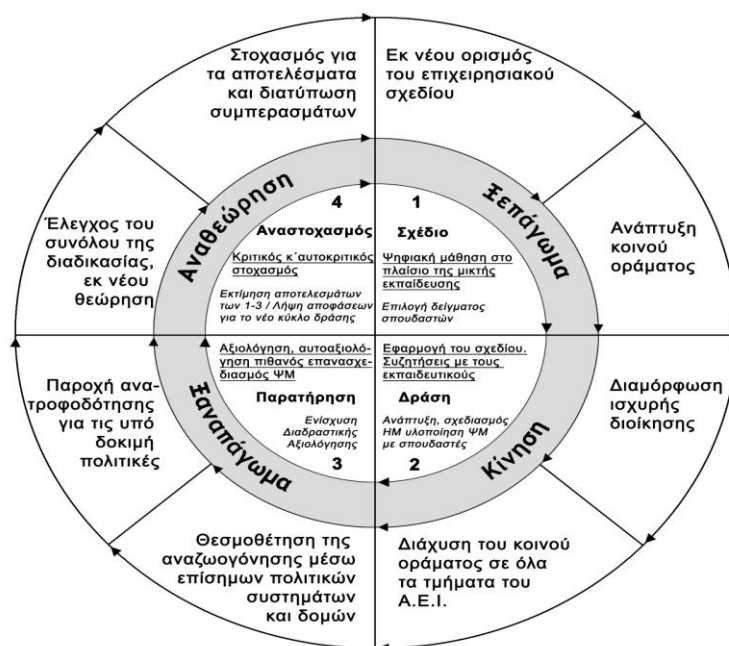 Στοχασμός για
τα αποτελέσματα
και διατύπωση
συμπερασμάτων
Εκ νέου ορισμός
του επιχειρησιακού
σχεδίου
Ανάπτυξη
κοινού
οράματος
Διαμόρφωση
ισχυρής
διοίκησης
Διάχυση του κοινού
οράματος σε όλα
τα τμήματα του
Α.Ε.Ι.
Θεσμοθέτηση της
αναζωογόνησης μέσω
επίσημων πολιτικών
συστημάτων
και δομών
Παροχή ανα-
τροφοδότησης
για τις υπό
δοκιμή
πολιτικές
Έλεγχος του
συνόλου της
διαδικασίας,
εκ νέου
θεώρηση
Αναθεώρηση
Ξεπάγωμα
Κίνηση
Ξαναπάγωμα
4
Αναστοχασμός
Κριτικός κ΄αυτοκριτικός
στοχασμός
Εκτίμηση αποτελεσμάτων
των 1-3 / Λήψη αποφάσεων
για το νέο κύκλο δράσης
1
Σχέδιο
Ψηφιακή μάθηση στο
πλαίσιο της μικτής
εκπαίδευσης
Επιλογή δείγματος
σπουδαστών
Αξιολόγηση, αυτοαξιολό-
γηση πιθανός επανασχε-
διασμός ΨΜ
Παρατήρηση
Ενίσχυση
Διαδραστικής
Αξιολόγησης
3
Εφαρμογή του σχεδίου.
Συζητήσεις με τους
εκπαιδευτικούς
Δράση
Ανάπτυξη, σχεδιασμός
ΗΜ υλοποίηση ΨΜ
με σπουδαστές
2